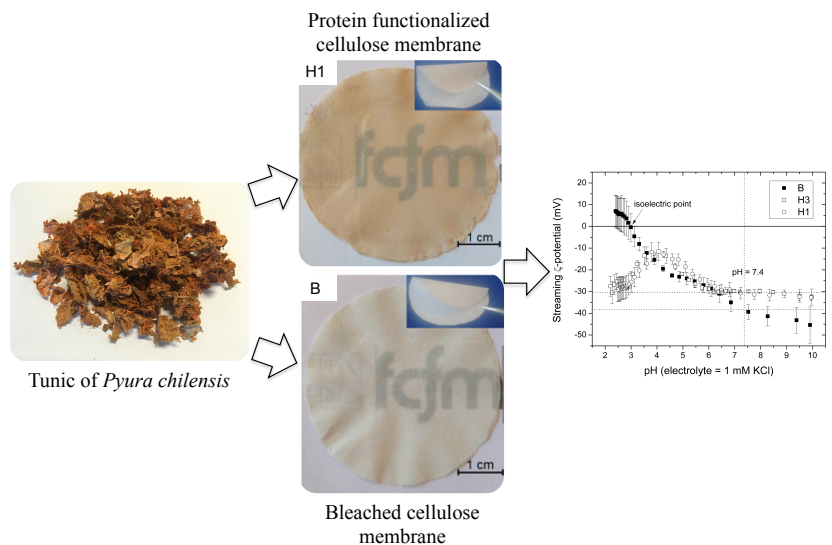 Protein functionalized
cellulose membrane
H1
fcfm
1 cm
Tunic of Pyura chilensis
B
fcfm
1 cm
Bleached cellulose
membrane
Streaming ζ-potential (mV)
20
10
0
-10
-20
-30
-40
-50
isoelectric point
pH = 7.4
B
H3
H1
2 3 4 5 6 7 8 9 10
pH (electrolyte = 1 mM KCl)